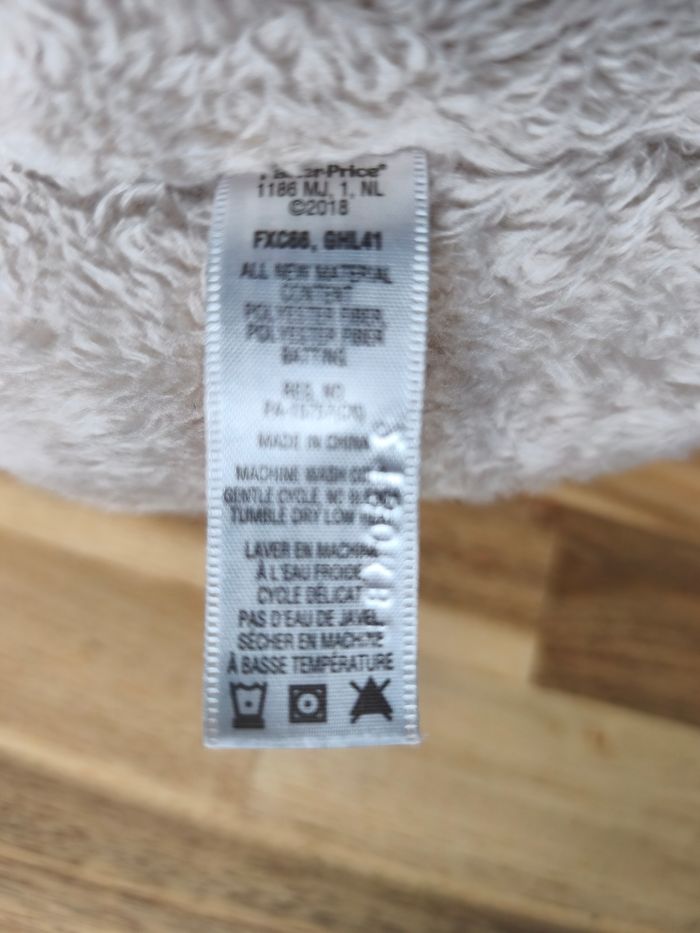 1186 MJ, 1, NL
©2018
FXC66, GHL41
ALL NEW MATERIAL
CONTENT
POLYESTER FIBER,
POLYESTER FIBER
BATTING
REG. NO.
MADE IN CHINA
MACHINE WASH
GENTLE CYCLE, NO
TUMBLE DRY LOW
LAVER EN MACHINE
À L'EAU FROIDE
CYCLE DÉLICAT
PAS D'EAU DE JAVEL
SÉCHER EN MACHINE
À BASSE TEMPÉRATURE